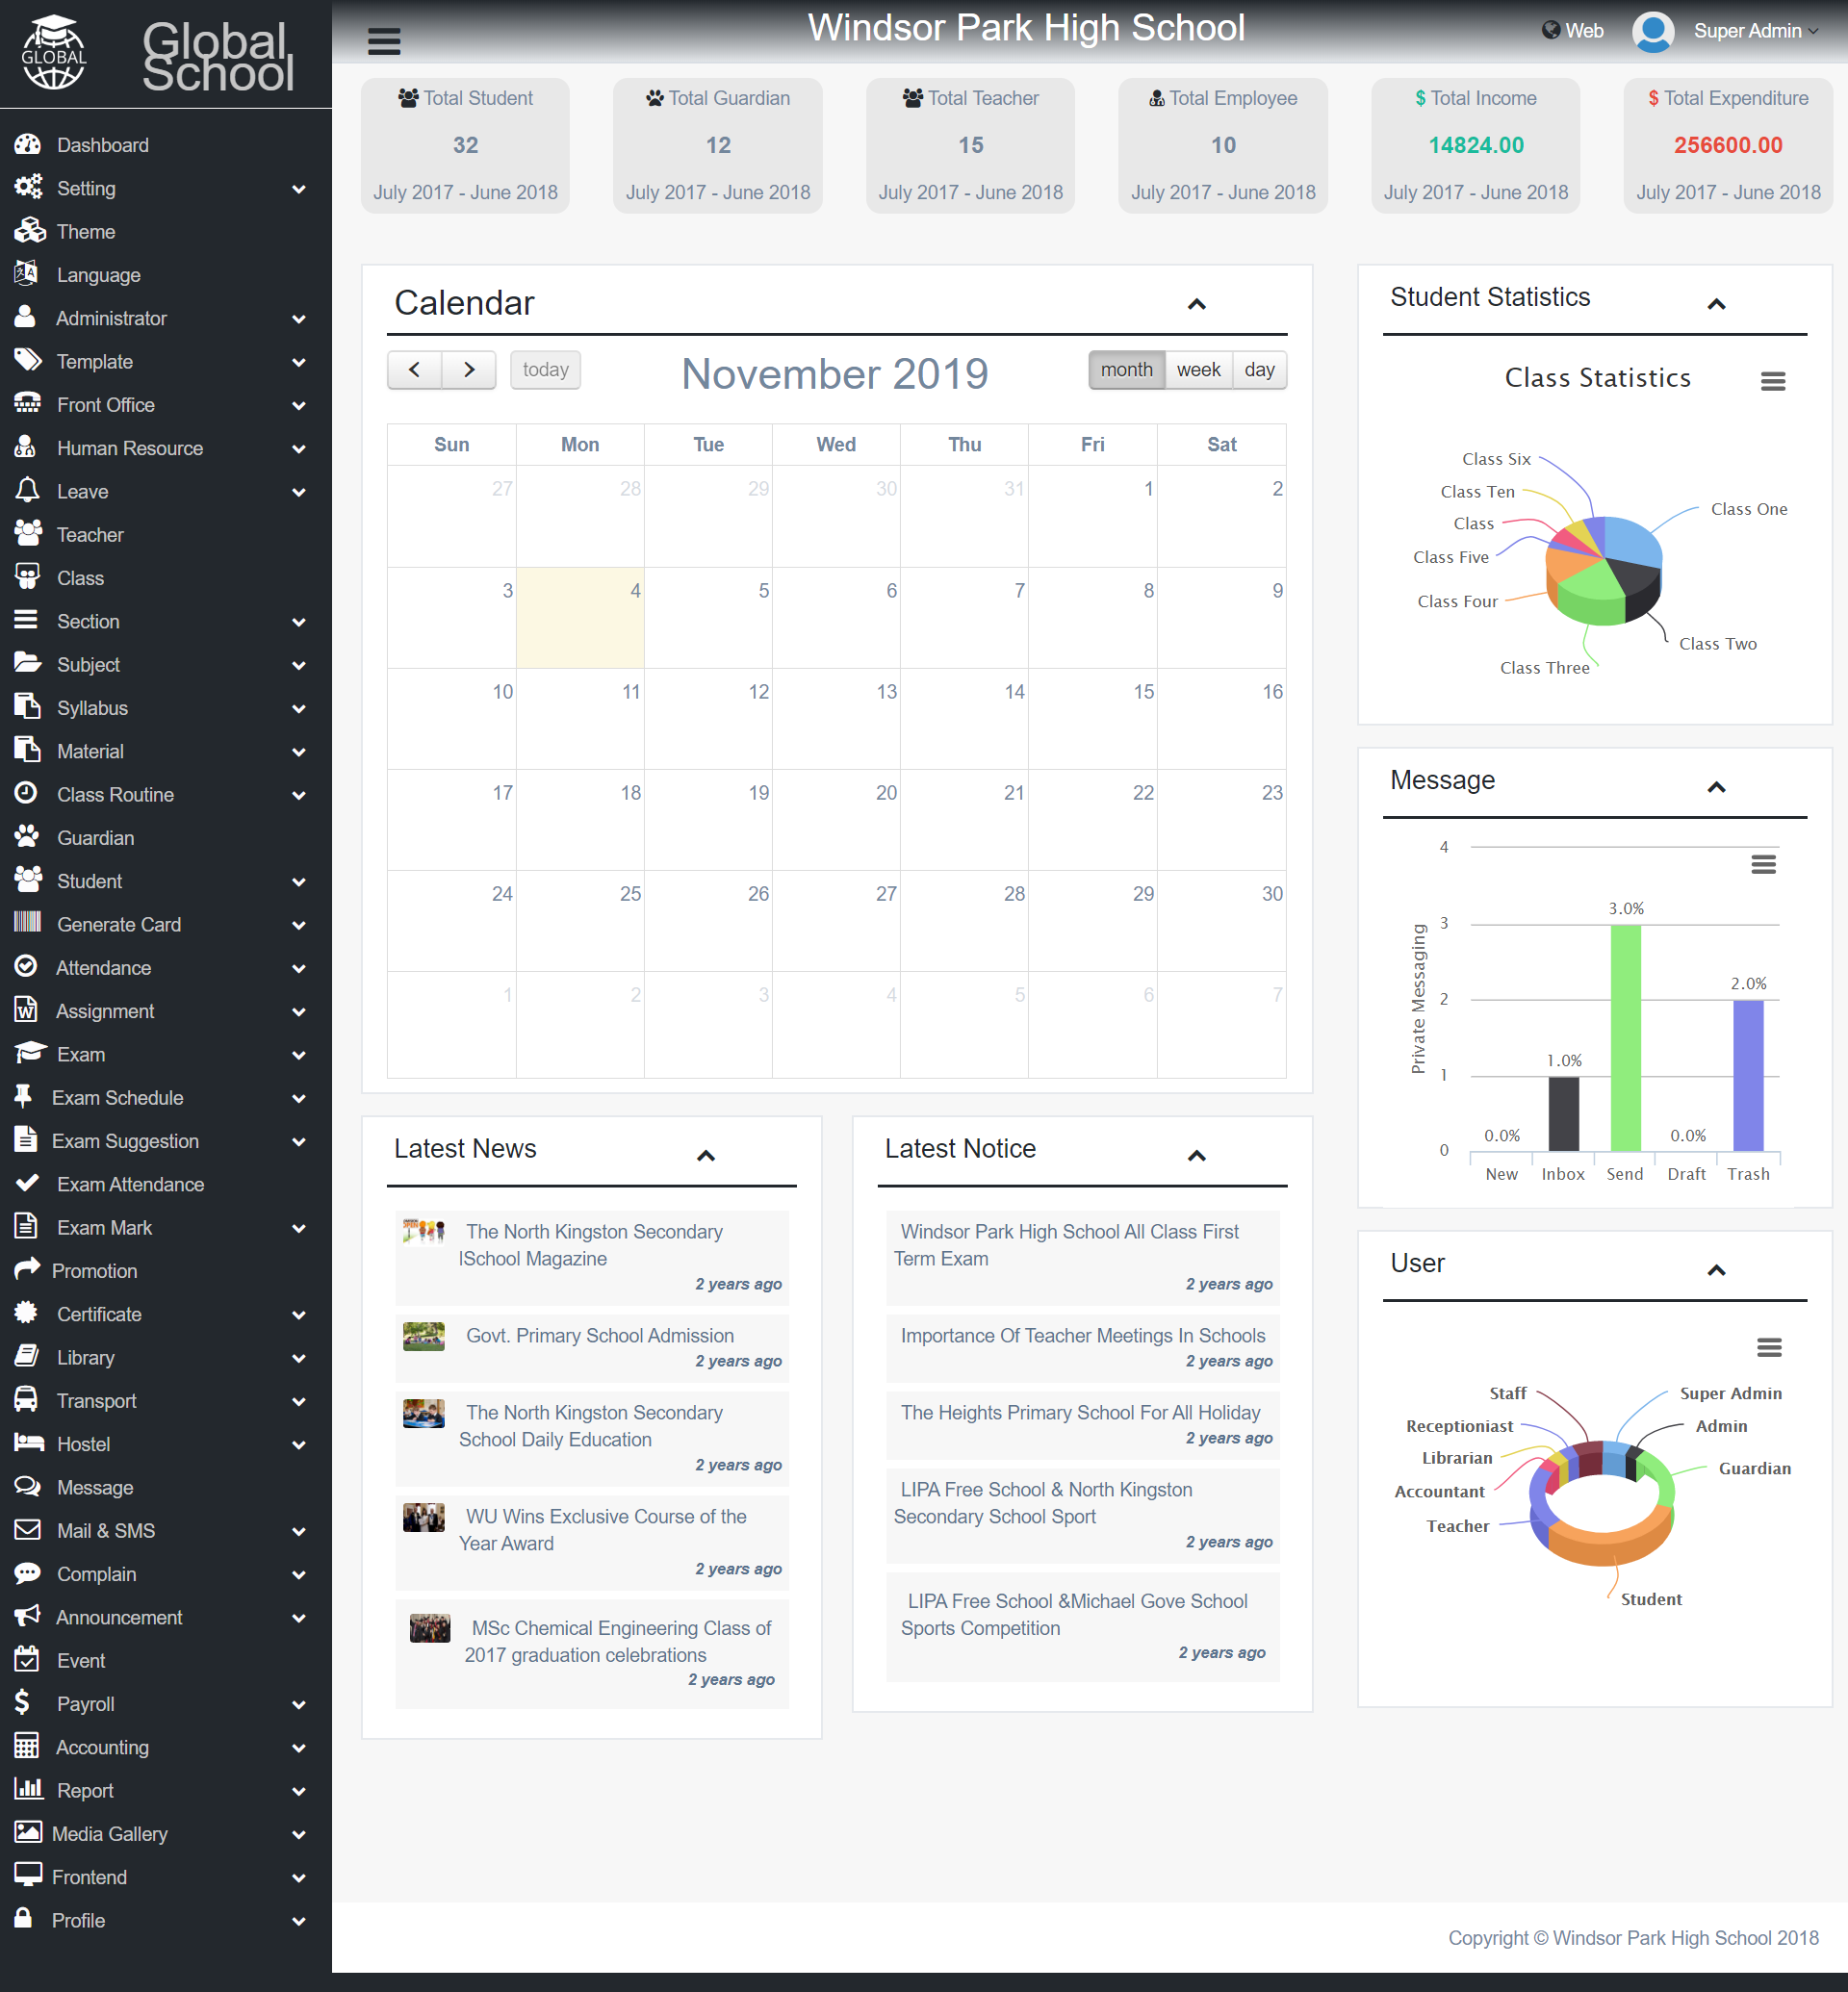 GLOBAL
Global
School
Dashboard
Setting
Theme
Language
Administrator
Template
Front Office
Human Resource
Leave
Teacher
Class
Section
Subject
Syllabus
Material
Class Routine
Guardian
Student
Generate Card
Attendance
Assignment
Exam
Exam Schedule
Exam Suggestion
Exam Attendance
Exam Mark
Promotion
Certificate
Library
Transport
Hostel
Message
Mail & SMS
Complain
Announcement
Event
Payroll
Accounting
Report
Media Gallery
Frontend
Profile
Windsor Park High School
Web
Super Admin
Total Student
32
July 2017 - June 2018
Total Guardian
12
July 2017 - June 2018
Total Teacher
15
July 2017 - June 2018
Total Employee
10
July 2017 - June 2018
$ Total Income
14824.00
July 2017 - June 2018
$ Total Expenditure
256600.00
July 2017 - June 2018
Calendar
today
November 2019
month week day
Sun Mon Tue Wed Thu Fri Sat
27 28 29 30 31 1 2
3 4 5 6 7 8 9
10 11 12 13 14 15 16
17 18 19 20 21 22 23
24 25 26 27 28 29 30
1 2 3 4 5 6 7
Latest News
The North Kingston Secondary
lSchool Magazine
2 years ago
Govt. Primary School Admission
2 years ago
The North Kingston Secondary
School Daily Education
2 years ago
WU Wins Exclusive Course of the
Year Award
2 years ago
MSc Chemical Engineering Class of
2017 graduation celebrations
2 years ago
Latest Notice
Windsor Park High School All Class First
Term Exam
2 years ago
Importance Of Teacher Meetings In Schools
2 years ago
The Heights Primary School For All Holiday
2 years ago
LIPA Free School & North Kingston
Secondary School Sport
2 years ago
LIPA Free School &Michael Gove School
Sports Competition
2 years ago
Student Statistics
Class Statistics
Class Six
Class Ten
Class One
Class
Class Five
Class Four
Class Two
Class Three
Message
Private Messaging
4
3
2
1
0
0.0%
1.0%
3.0%
0.0%
2.0%
New Inbox Send Draft Trash
User
Staff
Super Admin
Receptioniast
Admin
Librarian
Guardian
Accountant
Teacher
Student
Copyright © Windsor Park High School 2018